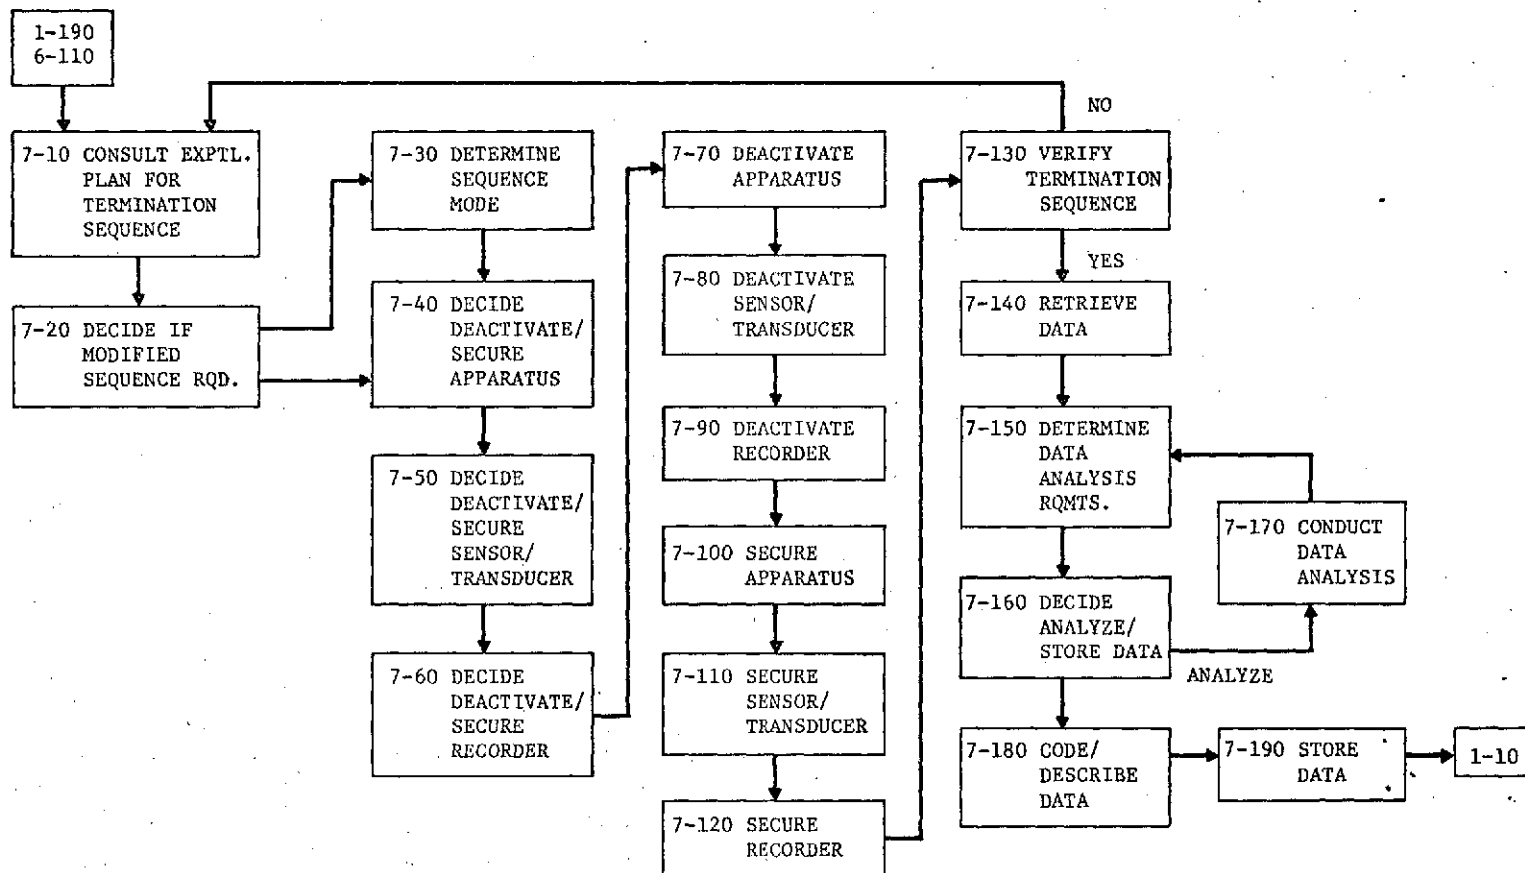 1-190
6-110
7-10 CONSULT EXPTL.
PLAN FOR
TERMINATION
SEQUENCE
7-20 DECIDE IF
MODIFIED
SEQUENCE RQD.
7-30 DETERMINE
SEQUENCE
MODE
7-40 DECIDE
DEACTIVATE/
SECURE
APPARATUS
7-50 DECIDE
DEACTIVATE/
SECURE
SENSOR/
TRANSDUCER
7-60 DECIDE
DEACTIVATE/
SECURE
RECORDER
7-70 DEACTIVATE
APPARATUS
7-80 DEACTIVATE
SENSOR/
TRANSDUCER
7-90 DEACTIVATE
RECORDER
7-100 SECURE
APPARATUS
7-110 SECURE
SENSOR/
TRANSDUCER
7-120 SECURE
RECORDER
NO
7-130 VERIFY
TERMINATION
SEQUENCE
YES
7-140 RETRIEVE
DATA
7-150 DETERMINE
DATA
ANALYSIS
RQMTS.
7-160 DECIDE
ANALYZE/
STORE DATA
ANALYZE
7-170 CONDUCT
DATA
ANALYSIS
7-180 CODE/
DESCRIBE
DATA
7-190 STORE
DATA
1-10